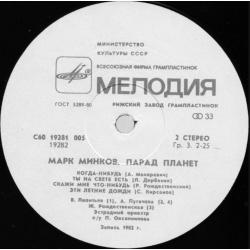 МИНИСТЕРСТВО
КУЛЬТУРЫ СССР
ВСЕСОЮЗНАЯ ФИРМА ГРАМПЛАСТИНОК
МЕЛОДИЯ
ГОСТ 5289-80 РИЖСКИЙ ЗАВОД ГРАМПЛАСТИНОК
33
С60 19281 005 2 СТЕРЕО
19282 Гр. 3. 2-25
МАРК МИНКОВ. ПАРАД ПЛАНЕТ
КОГДА-НИБУДЬ (А. Макаревич)
ТЫ НА СВЕТЕ ЕСТЬ (Л. Дербенев)
СКАЖИ МНЕ ЧТО-НИБУДЬ (Р. Рождественский)
ЭТИ ЛЕТНИЕ ДОЖДИ (С. Кирсанов)
В. Леонтьев (1), А. Пугачева (2, 4)
Ж. Рождественская (3)
Эстрадный оркестр
п/у П. Овсянникова
Запись 1982 г.